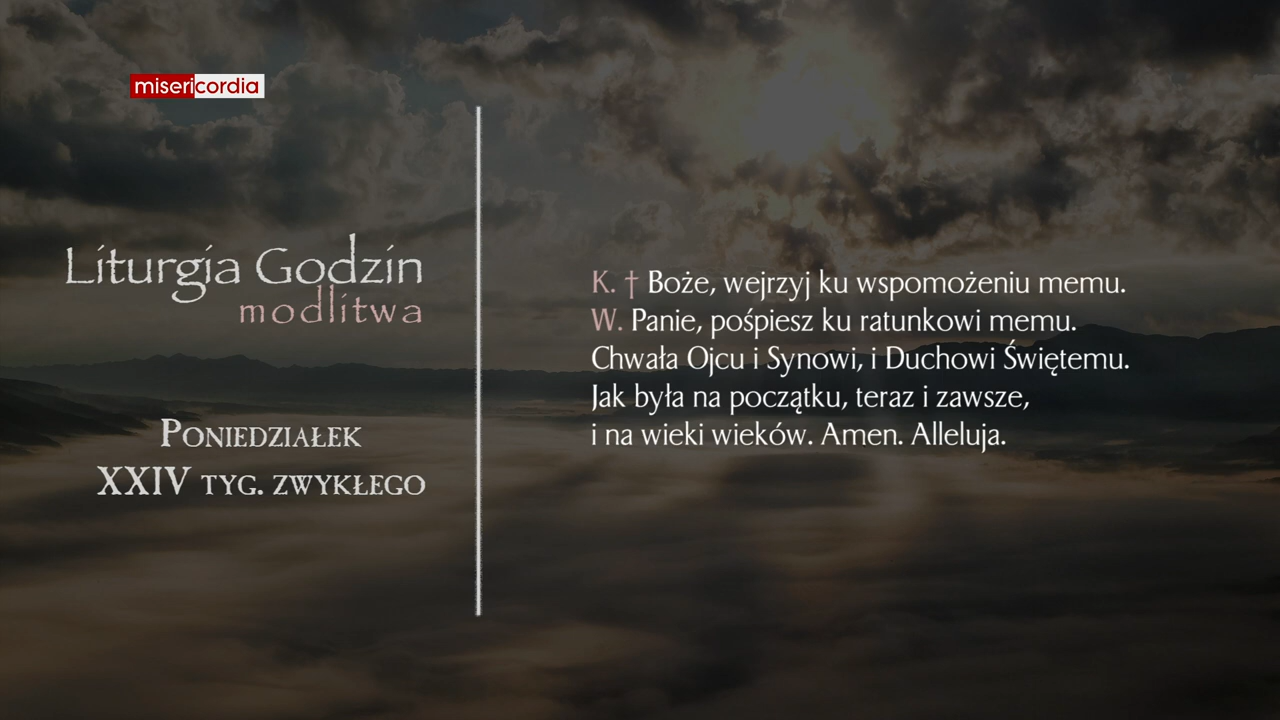 misericordia
Liturgia Godzin
modlitwa
Poniedziałek
XXIV tyg. zwykłego
K. † Boże, wejrzyj ku wspomożeniu memu.
W. Panie, pośpiesz ku ratunkowi memu.
Chwała Ojcu i Synowi, i Duchowi Świętemu.
Jak była na początku, teraz i zawsze,
i na wieki wieków. Amen. Alleluja.